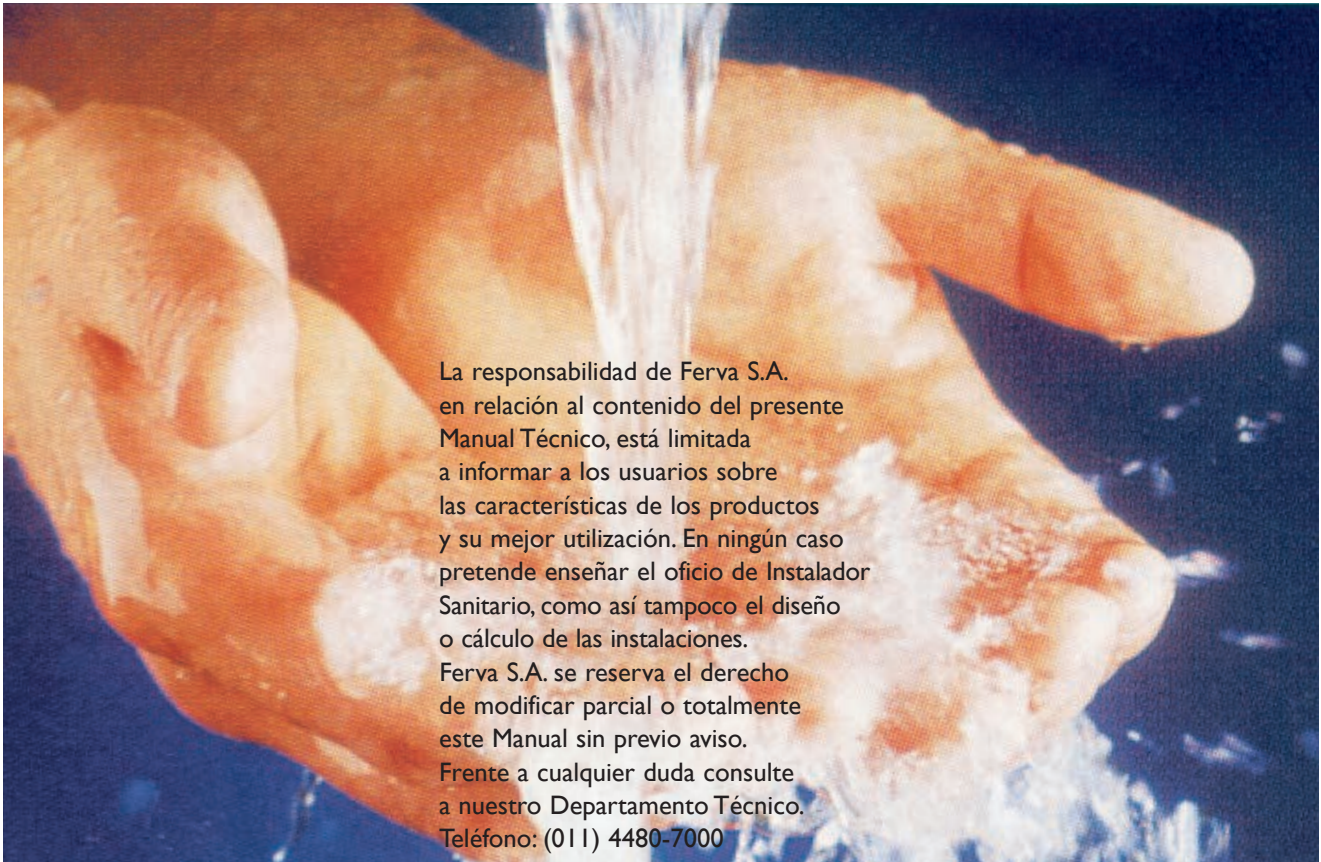 La responsabilidad de Ferva S.A.
en relación al contenido del presente
Manual Técnico, está limitada
a informar a los usuarios sobre
las características de los productos
y su mejor utilización. En ningún caso
pretende enseñar el oficio de Instalador
Sanitario, como así tampoco el diseño
o cálculo de las instalaciones.
Ferva S.A. se reserva el derecho
de modificar parcial o totalmente
este Manual sin previo aviso.
Frente a cualquier duda consulte
a nuestro Departamento Técnico.
Teléfono: (011) 4480-7000